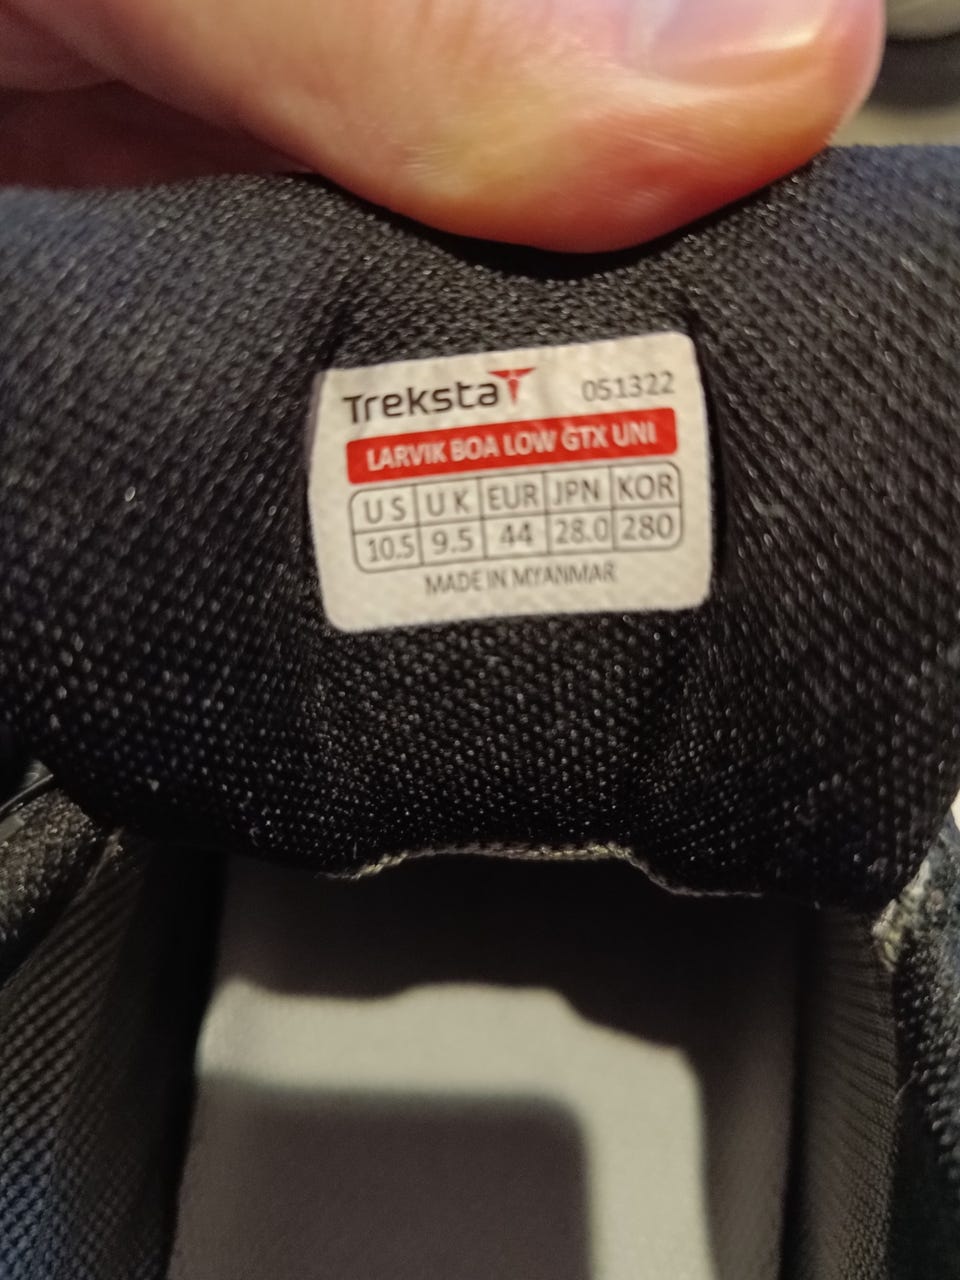 Treksta 051322
LARVIK BOA LOW GTX UNI
US UK EUR JPN KOR
10.5 9.5 44 28.0 280
MADE IN MYANMAR